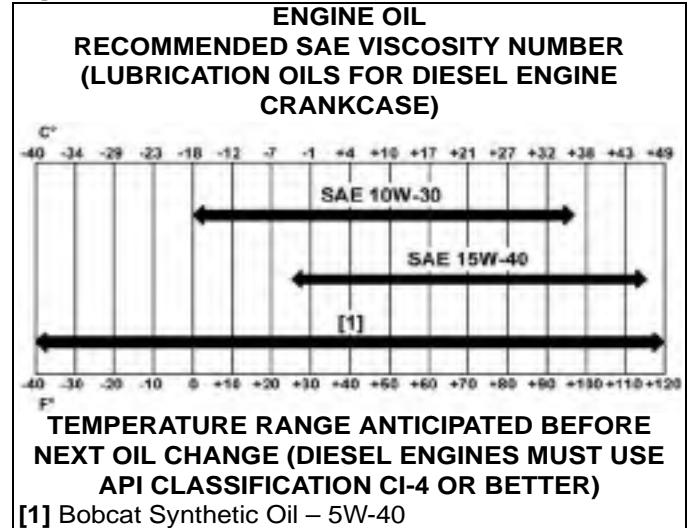 ENGINE OIL
RECOMMENDED SAE VISCOSITY NUMBER
(LUBRICATION OILS FOR DIESEL ENGINE
CRANKCASE)
C°
-40 -34 -29 -23 -18 -12 -7 -1 +4 +10 +17 +21 +27 +32 +38 +43 +49
SAE 10W-30
SAE 15W-40
[1]
-40 -30 -20 -10 0 +10 +20 +30 +40 +50 +60 +70 +80 +90 +100 +110 +120
F°
TEMPERATURE RANGE ANTICIPATED BEFORE
NEXT OIL CHANGE (DIESEL ENGINES MUST USE
API CLASSIFICATION CI-4 OR BETTER)
[1] Bobcat Synthetic Oil – 5W-40